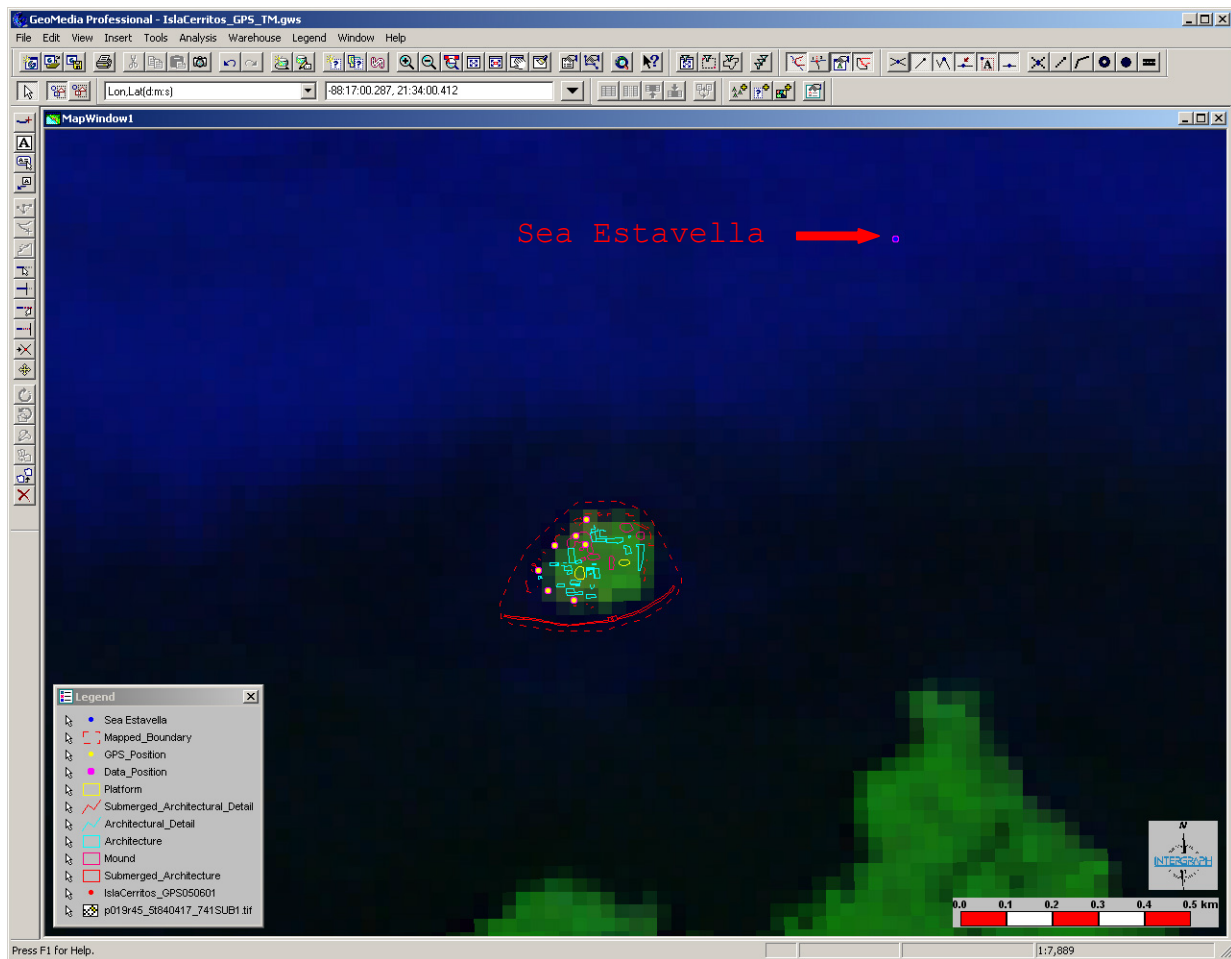 GeoMedia Professional - IslaCerritos_GPS_TM.gws
File Edit View Insert Tools Analysis Warehouse Legend Window Help
Lon,Lat(d:m:s) -88:17:00.287, 21:34:00.412
MapWindow1
Sea Estavella
Legend
Sea Estavella
Mapped_Boundary
GPS_Position
Data_Position
Platform
Submerged_Architectural_Detail
Architectural_Detail
Architecture
Mound
Submerged_Architecture
IslaCerritos_GPS050601
p019r45_5t840417_741SUB1.tif
N
INTERGRAPH
0.0 0.1 0.2 0.3 0.4 0.5 km
Press F1 for Help. 1:7,889